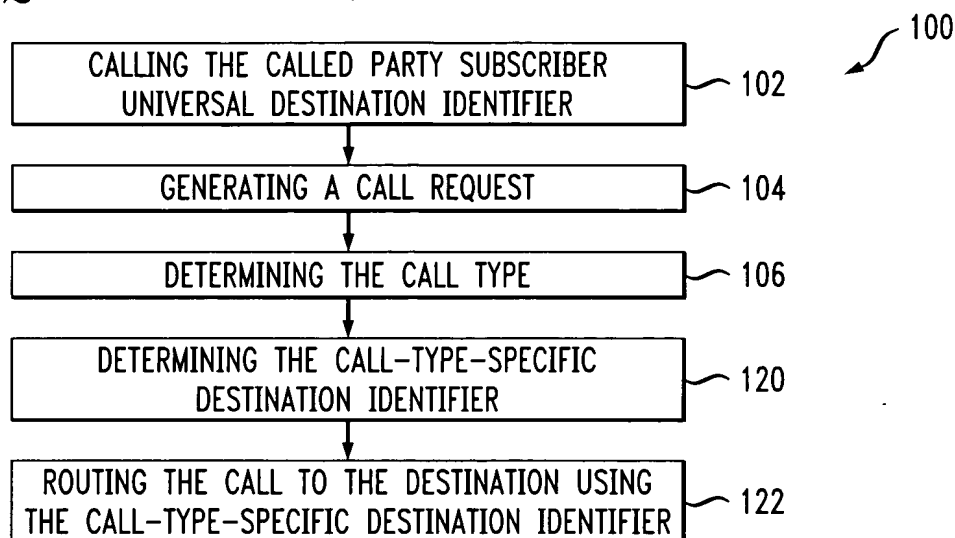 100
CALLING THE CALLED PARTY SUBSCRIBER
UNIVERSAL DESTINATION IDENTIFIER
102
GENERATING A CALL REQUEST
104
DETERMINING THE CALL TYPE
106
DETERMINING THE CALL-TYPE-SPECIFIC
DESTINATION IDENTIFIER
120
ROUTING THE CALL TO THE DESTINATION USING
THE CALL-TYPE-SPECIFIC DESTINATION IDENTIFIER
122